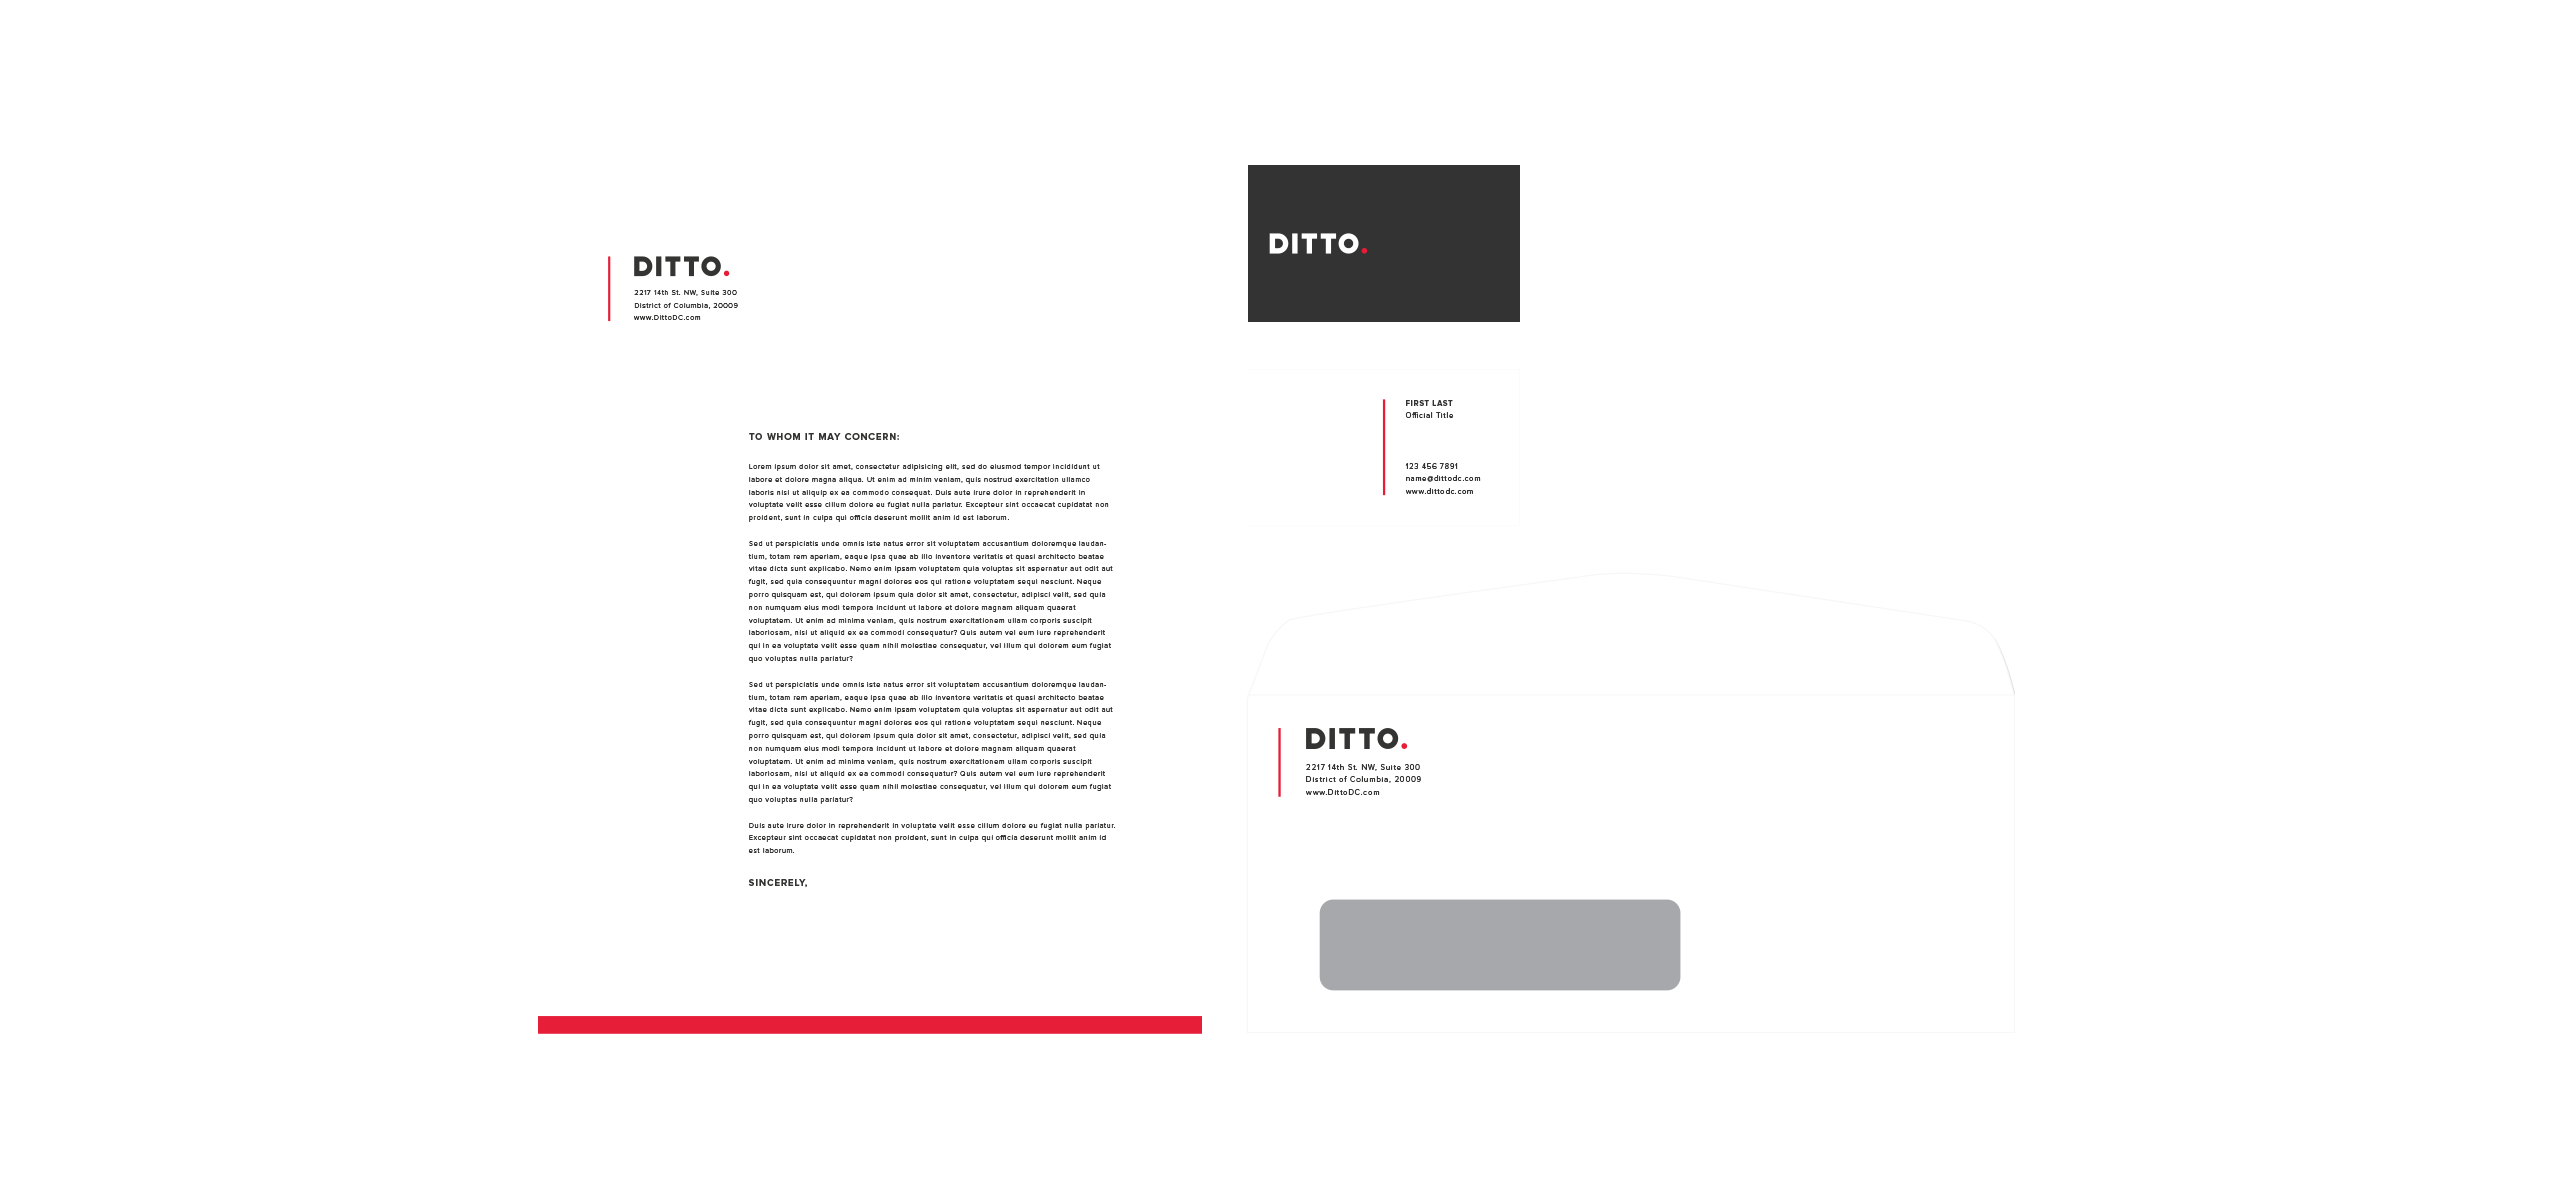 DITTO.
2217 14th St. NW, Suite 300
District of Columbia, 20009
www.DittoDC.com
TO WHOM IT MAY CONCERN:
Lorem ipsum dolor sit amet, consectetur adipisicing elit, sed do eiusmod tempor incididunt ut
labore et dolore magna aliqua. Ut enim ad minim veniam, quis nostrud exercitation ullamco
laboris nisi ut aliquip ex ea commodo consequat. Duis aute irure dolor in reprehenderit in
voluptate velit esse cillum dolore eu fugiat nulla pariatur. Excepteur sint occaecat cupidatat non
proident, sunt in culpa qui officia deserunt mollit anim id est laborum.
Sed ut perspiciatis unde omnis iste natus error sit voluptatem accusantium doloremque laudan-
tium, totam rem aperiam, eaque ipsa quae ab illo inventore veritatis et quasi architecto beatae
vitae dicta sunt explicabo. Nemo enim ipsam voluptatem quia voluptas sit aspernatur aut odit aut
fugit, sed quia consequuntur magni dolores eos qui ratione voluptatem sequi nesciunt. Neque
porro quisquam est, qui dolorem ipsum quia dolor sit amet, consectetur, adipisci velit, sed quia
non numquam eius modi tempora incidunt ut labore et dolore magnam aliquam quaerat
voluptatem. Ut enim ad minima veniam, quis nostrum exercitationem ullam corporis suscipit
laboriosam, nisi ut aliquid ex ea commodi consequatur? Quis autem vel eum iure reprehenderit
qui in ea voluptate velit esse quam nihil molestiae consequatur, vel illum qui dolorem eum fugiat
quo voluptas nulla pariatur?
Sed ut perspiciatis unde omnis iste natus error sit voluptatem accusantium doloremque laudan-
tium, totam rem aperiam, eaque ipsa quae ab illo inventore veritatis et quasi architecto beatae
vitae dicta sunt explicabo. Nemo enim ipsam voluptatem quia voluptas sit aspernatur aut odit aut
fugit, sed quia consequuntur magni dolores eos qui ratione voluptatem sequi nesciunt. Neque
porro quisquam est, qui dolorem ipsum quia dolor sit amet, consectetur, adipisci velit, sed quia
non numquam eius modi tempora incidunt ut labore et dolore magnam aliquam quaerat
voluptatem. Ut enim ad minima veniam, quis nostrum exercitationem ullam corporis suscipit
laboriosam, nisi ut aliquid ex ea commodi consequatur? Quis autem vel eum iure reprehenderit
qui in ea voluptate velit esse quam nihil molestiae consequatur, vel illum qui dolorem eum fugiat
quo voluptas nulla pariatur?
Duis aute irure dolor in reprehenderit in voluptate velit esse cillum dolore eu fugiat nulla pariatur.
Excepteur sint occaecat cupidatat non proident, sunt in culpa qui officia deserunt mollit anim id
est laborum.
SINCERELY,
DITTO.
FIRST LAST
Official Title
123 456 7891
name@dittodc.com
www.dittodc.com
DITTO.
2217 14th St. NW, Suite 300
District of Columbia, 20009
www.DittoDC.com